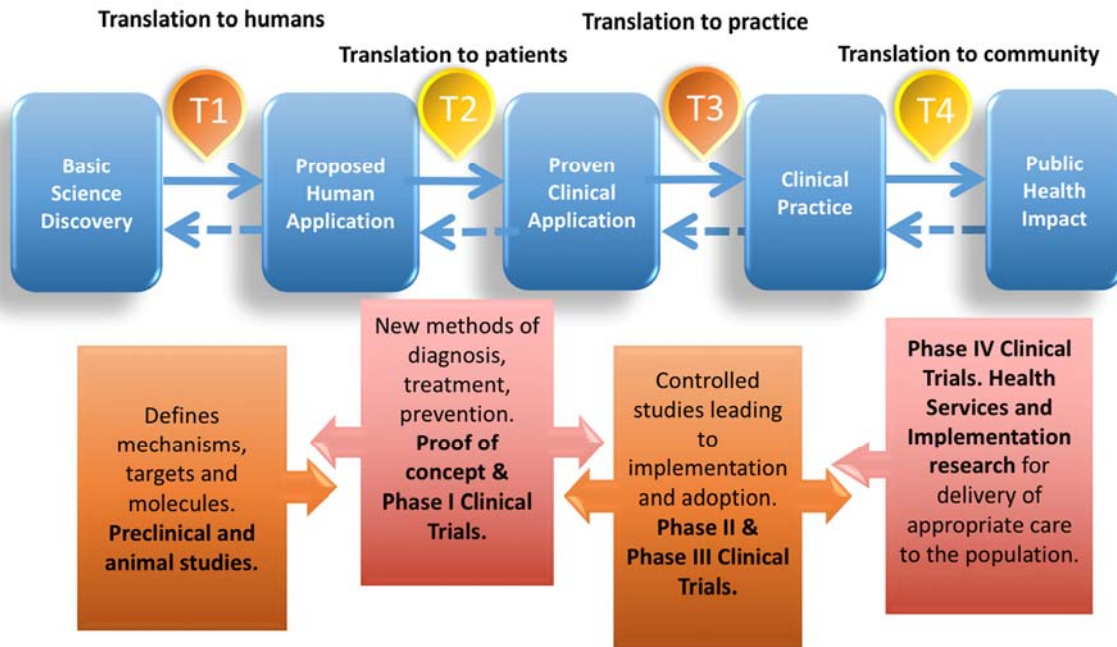 Translation to humans
Translation to patients
Translation to practice
Translation to community
T1
T2
T3
T4
Basic
Science
Discovery
Proposed
Human
Application
Proven
Clinical
Application
Clinical
Practice
Public
Health
Impact
Defines
mechanisms,
targets and
molecules.
Preclinical and
animal studies.
New methods of
diagnosis,
treatment,
prevention.
Proof of
concept &
Phase I Clinical
Trials.
Controlled
studies leading
to
implementation
and adoption.
Phase II &
Phase III Clinical
Trials.
Phase IV Clinical
Trials. Health
Services and
Implementation
research for
delivery of
appropriate care
to the population.